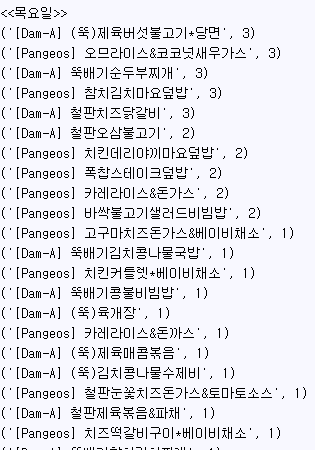 <<목요일>>
('[Dam-A] (뚝)제육버섯불고기*당면', 3)
('[Pangeos] 오므라이스&코코넛새우가스', 3)
('[Dam-A] 뚝배기순두부찌개', 3)
('[Pangeos] 참치김치마요덮밥', 3)
('[Dam-A] 철판치즈닭갈비', 3)
('[Dam-A] 철판오삼불고기', 2)
('[Pangeos] 치킨데리야끼마요덮밥', 2)
('[Pangeos] 폭찹스테이크덮밥', 2)
('[Pangeos] 카레라이스&돈가스', 2)
('[Pangeos] 바싹불고기샐러드비빔밥', 2)
('[Pangeos] 고구마치즈돈가스&베이비채소', 1)
('[Dam-A] 뚝배기김치콩나물국밥', 1)
('[Pangeos] 치킨커틀렛*베이비채소', 1)
('[Dam-A] 뚝배기콩불비빔밥', 1)
('[Dam-A] (뚝)육개장', 1)
('[Pangeos] 카레라이스&돈까스', 1)
('[Dam-A] (뚝)제육매콤볶음', 1)
('[Dam-A] (뚝)김치콩나물수제비', 1)
('[Pangeos] 철판눈꽃치즈돈가스&토마토소스', 1)
('[Dam-A] 철판제육볶음&파채', 1)
('[Pangeos] 치즈떡갈비구이*베이비채소', 1)